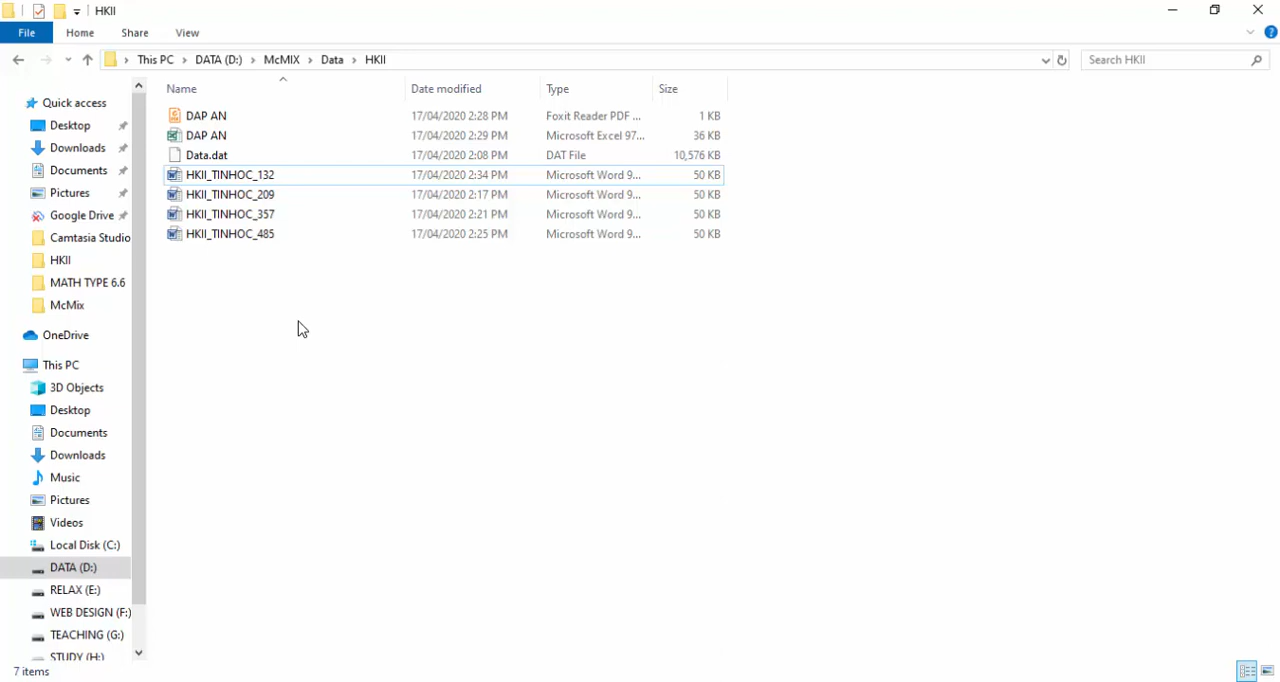 HKII
File Home Share View
This PC DATA (D:) McMIX Data HKII Search HKII
Name Date modified Type Size
DAP AN 17/04/2020 2:28 PM Foxit Reader PDF ... 1 KB
DAP AN 17/04/2020 2:29 PM Microsoft Excel 97... 36 KB
Data.dat 17/04/2020 2:08 PM DAT File 10,576 KB
HKII_TINHOC_132 17/04/2020 2:34 PM Microsoft Word 9... 50 KB
HKII_TINHOC_209 17/04/2020 2:17 PM Microsoft Word 9... 50 KB
HKII_TINHOC_357 17/04/2020 2:21 PM Microsoft Word 9... 50 KB
HKII_TINHOC_485 17/04/2020 2:25 PM Microsoft Word 9... 50 KB
Quick access
Desktop
Downloads
Documents
Pictures
Google Drive
Camtasia Studio
HKII
MATH TYPE 6.6
McMix
OneDrive
This PC
3D Objects
Desktop
Documents
Downloads
Music
Pictures
Videos
Local Disk (C:)
DATA (D:)
RELAX (E:)
WEB DESIGN (F:)
TEACHING (G:)
STUDY (H:)
7 items